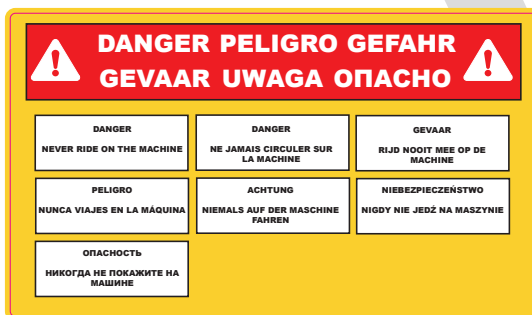 DANGER PELIGRO GEFAHR
GEVAAR UWAGA ОПАСНО
DANGER
NEVER RIDE ON THE MACHINE
DANGER
NE JAMAIS CIRCULER SUR
LA MACHINE
GEVAAR
RIJD NOOIT MEE OP DE
MACHINE
PELIGRO
NUNCA VIAJES EN LA MÁQUINA
ACHTUNG
NIEMALS AUF DER MASCHINE
FAHREN
NIEBEZPIECZEŃSTWO
NIGDY NIE JEDŹ NA MASZYNIE
ОПАСНОСТЬ
НИКОГДА НЕ ПОКАЖИТЕ НА
МАШИНЕ